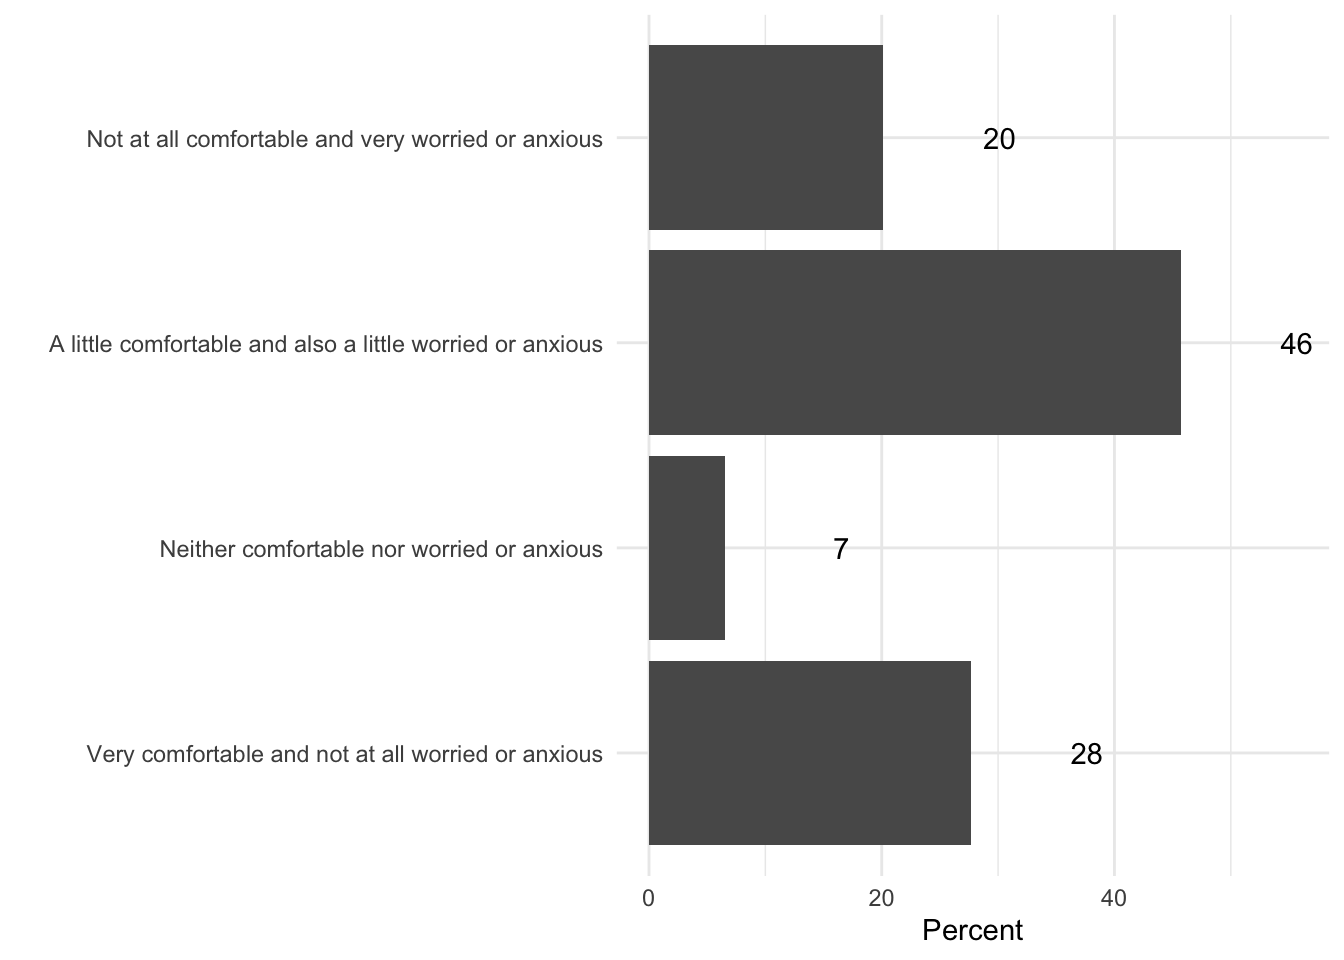 Not at all comfortable and very worried or anxious
20
A little comfortable and also a little worried or anxious
46
Neither comfortable nor worried or anxious
7
Very comfortable and not at all worried or anxious
28
0 20 40
Percent